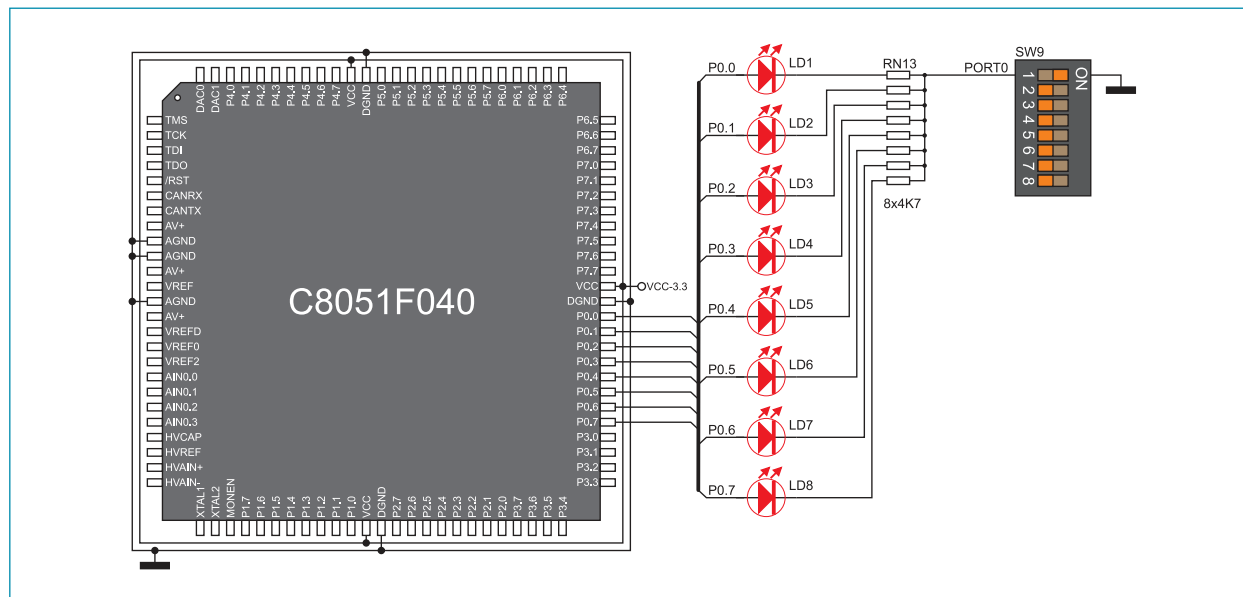 DAC0
DAC1
P4.0
P4.1
P4.2
P4.3
P4.4
P4.5
P4.6
P4.7
VCC
DGND
P5.0
P5.1
P5.2
P5.3
P5.4
P5.5
P5.6
P5.7
P6.0
P6.1
P6.2
P6.3
P6.4
TMS
TCK
TDI
TDO
/RST
CANRX
CANTX
AV+
AGND
AGND
AV+
VREF
AGND
AV+
VREFD
VREF0
VREF2
AIN0.0
AIN0.1
AIN0.2
AIN0.3
HVCAP
HVREF
HVAIN+
HVAIN-
C8051F040
P6.5
P6.6
P6.7
P7.0
P7.1
P7.2
P7.3
P7.4
P7.5
P7.6
P7.7
VCC
DGND
P0.0
P0.1
P0.2
P0.3
P0.4
P0.5
P0.6
P0.7
P3.0
P3.1
P3.2
P3.3
XTAL1
XTAL2
MONEN
P1.7
P1.6
P1.5
P1.4
P1.3
P1.2
P1.1
P1.0
VCC
DGND
P2.7
P2.6
P2.5
P2.4
P2.3
P2.2
P2.1
P2.0
P3.7
P3.6
P3.5
P3.4
VCC-3.3
P0.0 LD1
P0.1 LD2
P0.2 LD3
P0.3 LD4
P0.4 LD5
P0.5 LD6
P0.6 LD7
P0.7 LD8
RN13
8x4K7
PORT0
SW9
ON
1
2
3
4
5
6
7
8